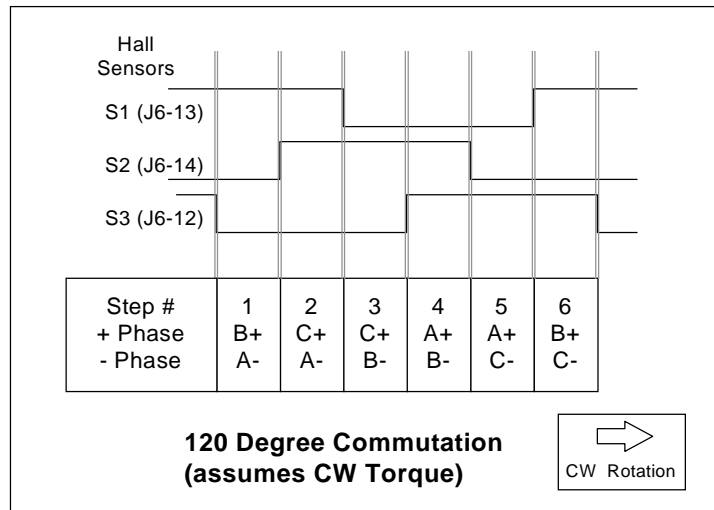 Hall
Sensors
S1 (J6-13)
S2 (J6-14)
S3 (J6-12)
Step # 1 2 3 4 5 6
+ Phase B+ C+ C+ A+ A+ B+
- Phase A- A- B- B- C- C-
120 Degree Commutation
(assumes CW Torque)
CW Rotation